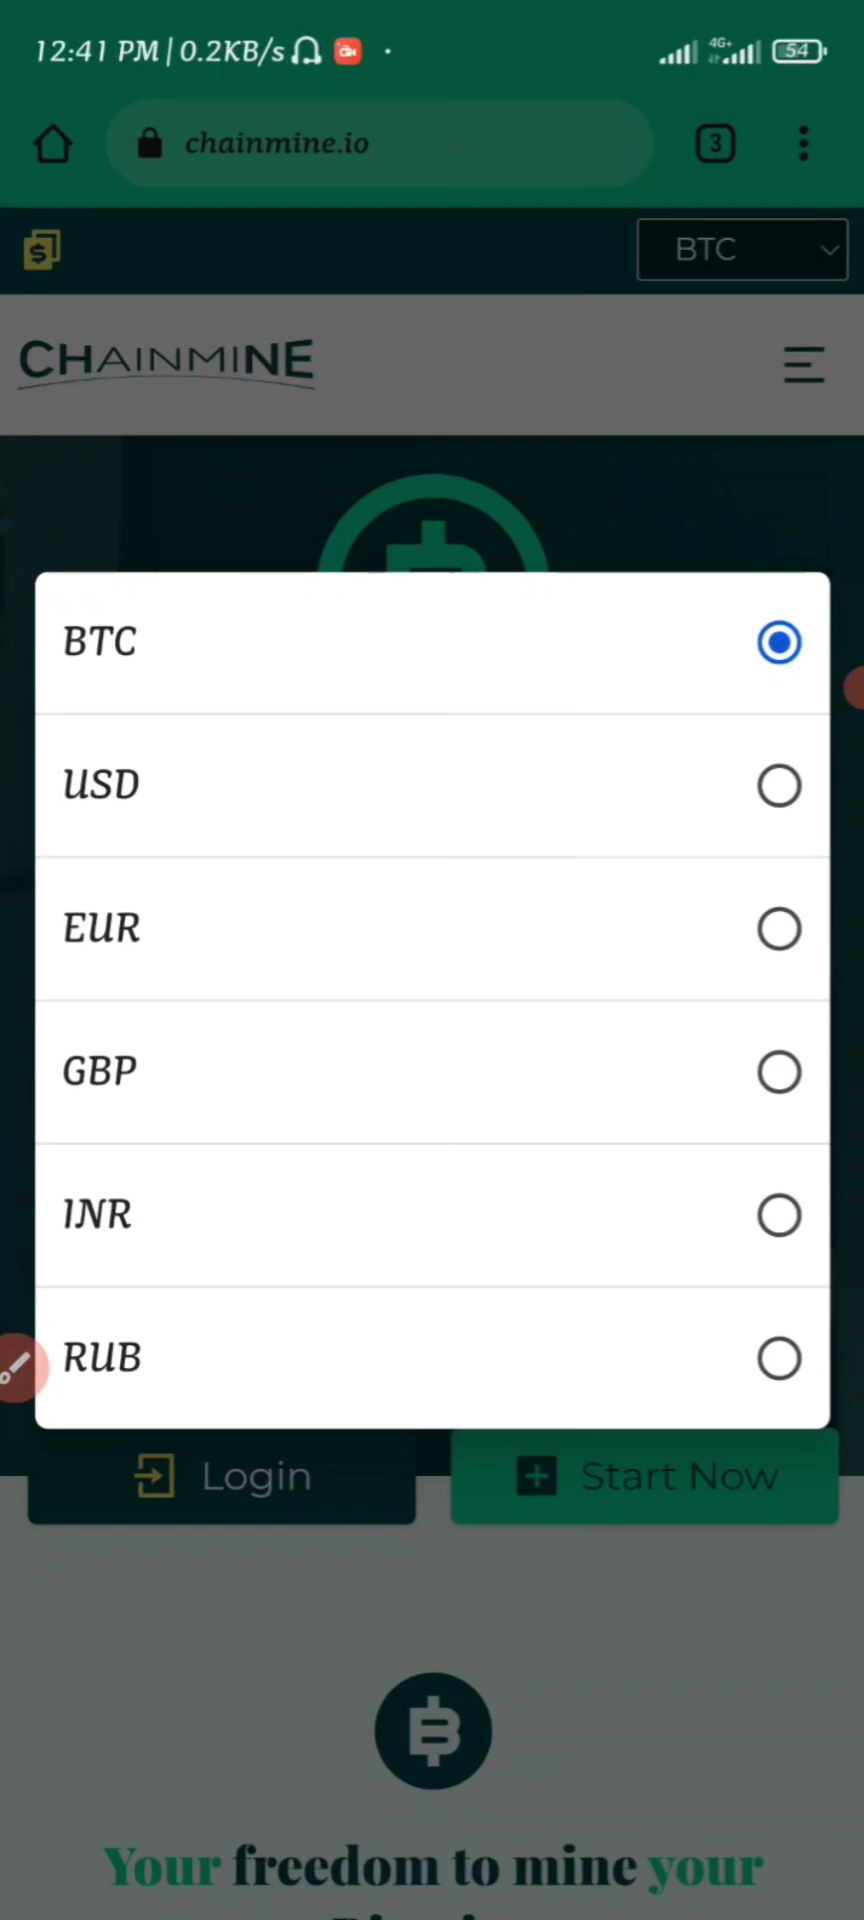 12:41 PM | 0.2KB/s
4G+
54
chainmine.io
3
BTC
CHAINMINE
BTC
USD
EUR
GBP
INR
RUB
Login
Start Now
Your freedom to mine your